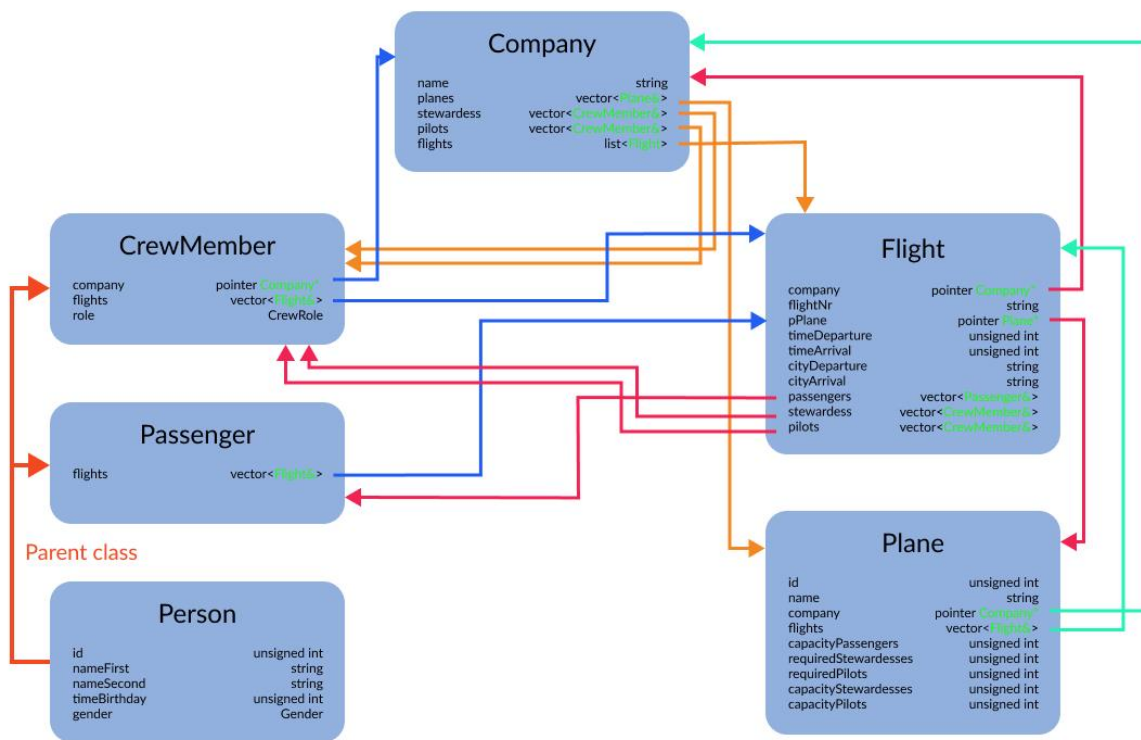 Company
name string
planes vector<Plane&>
stewardess vector<CrewMember&>
pilots vector<CrewMember&>
flights list<Flight>
CrewMember
company pointer Company*
flights vector<Flight&>
role CrewRole
Flight
company pointer Company*
flightNr string
pPlane pointer Plane*
timeDeparture unsigned int
timeArrival unsigned int
cityDeparture string
cityArrival string
passengers vector<Passenger&>
stewardess vector<CrewMember&>
pilots vector<CrewMember&>
Passenger
flights vector<Flight&>
Parent class
Person
id unsigned int
nameFirst string
nameSecond string
timeBirthday unsigned int
gender Gender
Plane
id unsigned int
name string
company pointer Company*
flights vector<Flight&>
capacityPassengers unsigned int
requiredStewardesses unsigned int
requiredPilots unsigned int
capacityStewardesses unsigned int
capacityPilots unsigned int